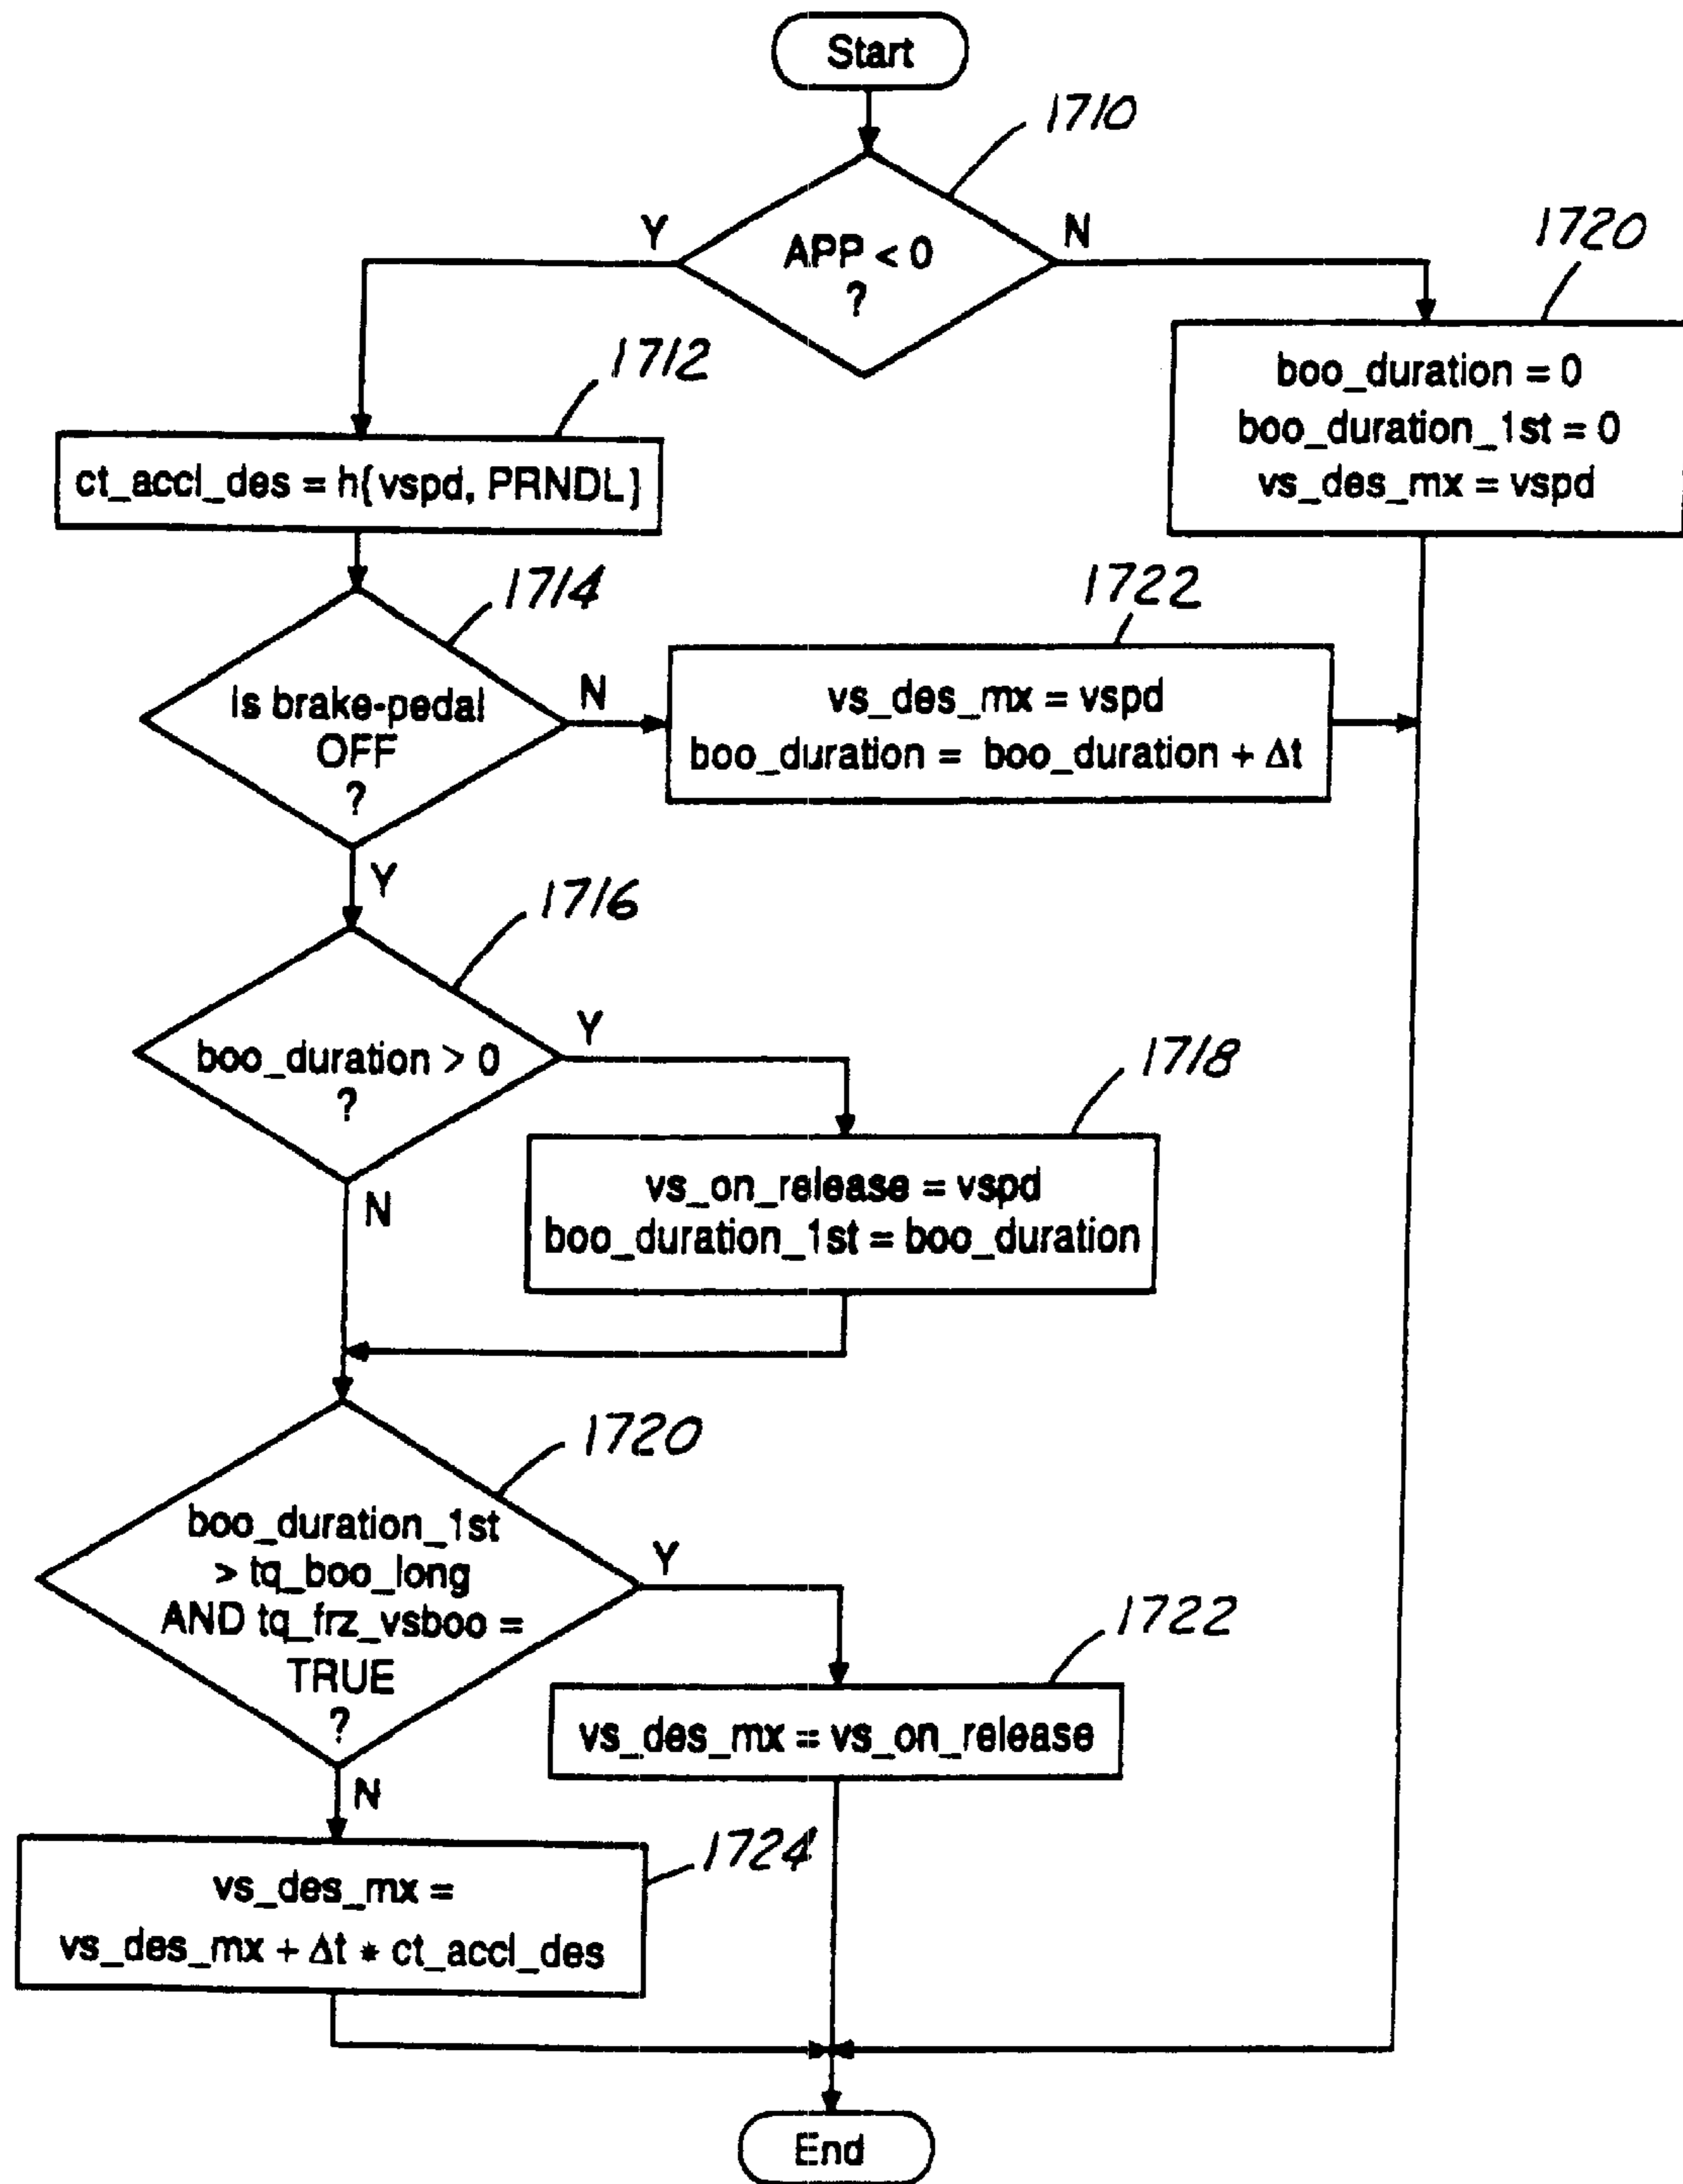 Start
1710
Y
N
APP < 0
?
1720
boo_duration = 0
boo_duration_1st = 0
vs_des_mx = vspd
1712
ct_accl_des = h{vspd, PRNDL}
1714
Is brake-pedal
OFF
?
N
Y
1722
vs_des_mx = vspd
boo_duration = boo_duration + Δt
1716
boo_duration > 0
?
Y
N
1718
vs_on_release = vspd
boo_duration_1st = boo_duration
1720
boo_duration_1st
> tq_boo_long
AND tq_frz_vsboo =
TRUE
?
Y
N
1722
vs_des_mx = vs_on_release
1724
vs_des_mx =
vs_des_mx + Δt * ct_accl_des
End